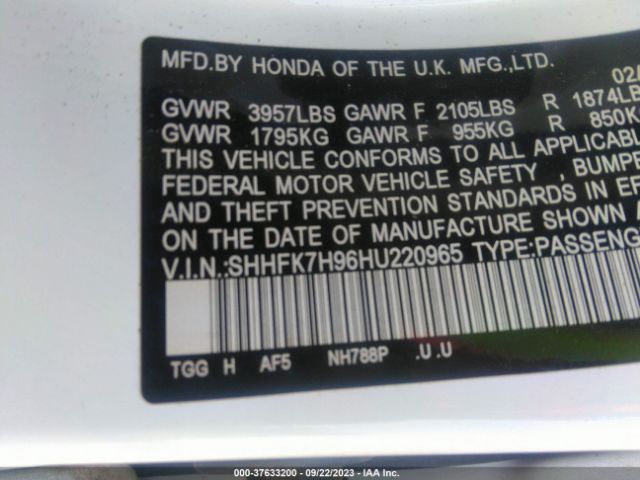 MFD.BY HONDA OF THE U.K. MFG.,LTD. 02/
GVWR 3957LBS GAWR F 2105LBS R 1874LB
GVWR 1795KG GAWR F 955KG R 850K
THIS VEHICLE CONFORMS TO ALL APPLICABL
FEDERAL MOTOR VEHICLE SAFETY , BUMP
AND THEFT PREVENTION STANDARDS IN EF
ON THE DATE OF MANUFACTURE SHOWN A
V.I.N.:SHHFK7H96HU220965 TYPE:PASSENG
TGG H AF5 NH788P .U .U
000-37633200 - 09/22/2023 - IAA Inc.